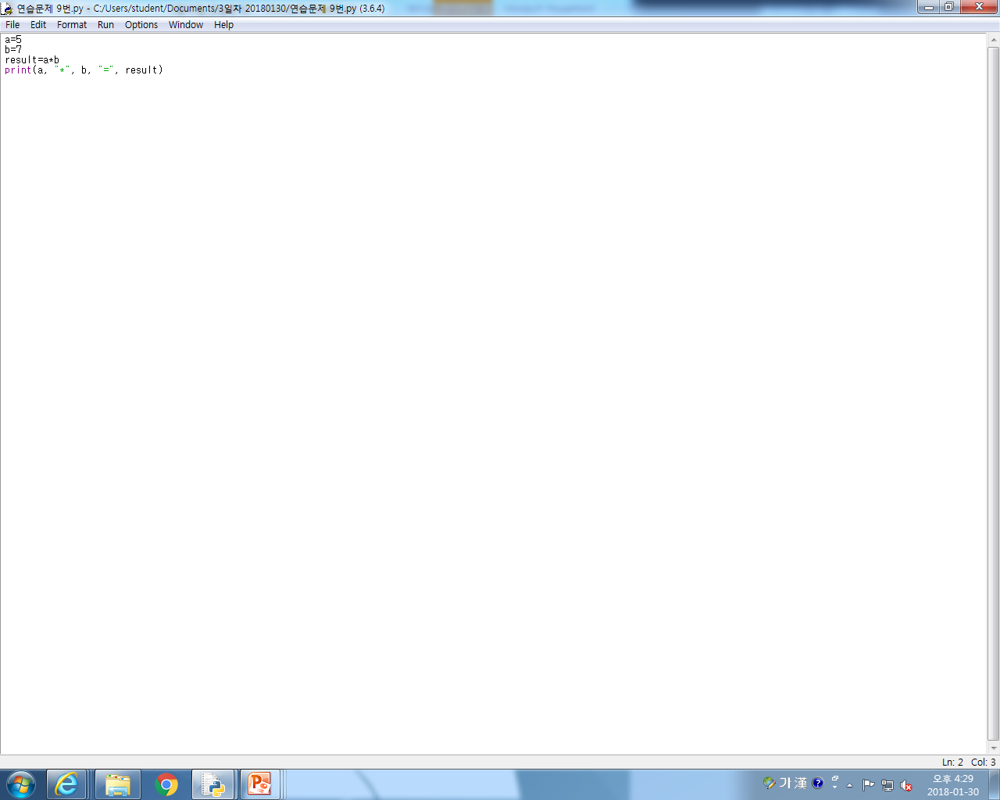 연습문제 9번.py - C:/Users/student/Documents/3일차 20180130/연습문제 9번.py (3.6.4)
File Edit Format Run Options Window Help
a=5
b=7
result=a*b
print(a, "*", b, "=", result)
Ln: 2 Col: 3
가 漢
오후 4:29
2018-01-30